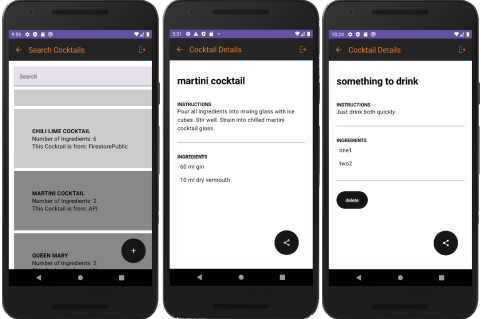 9:59
Search Cocktails
Search
CHILI LIME COCKTAIL
Number of Ingredients: 6
This Cocktail is from: FirestorePublic
MARTINI COCKTAIL
Number of Ingredients: 2
This Cocktail is from: API
QUEEN MARY
Number of Ingredients: 2
3:31
Cocktail Details
martini cocktail
INSTRUCTIONS
Pour all ingredients into mixing glass with ice
cubes. Stir well. Strain into chilled martini
cocktail glass.
INGREDIENTS
60 ml gin
10 ml dry vermouth
10:24
Cocktail Details
something to drink
INSTRUCTIONS
Just drink both quickly
INGREDIENTS
one1
two2
delete